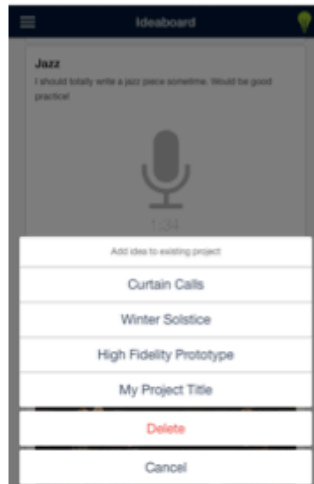 Ideaboard
Jazz
I should totally write a jazz piece sometime. Would be good
practice!
1:34
Add idea to existing project
Curtain Calls
Winter Solstice
High Fidelity Prototype
My Project Title
Delete
Cancel